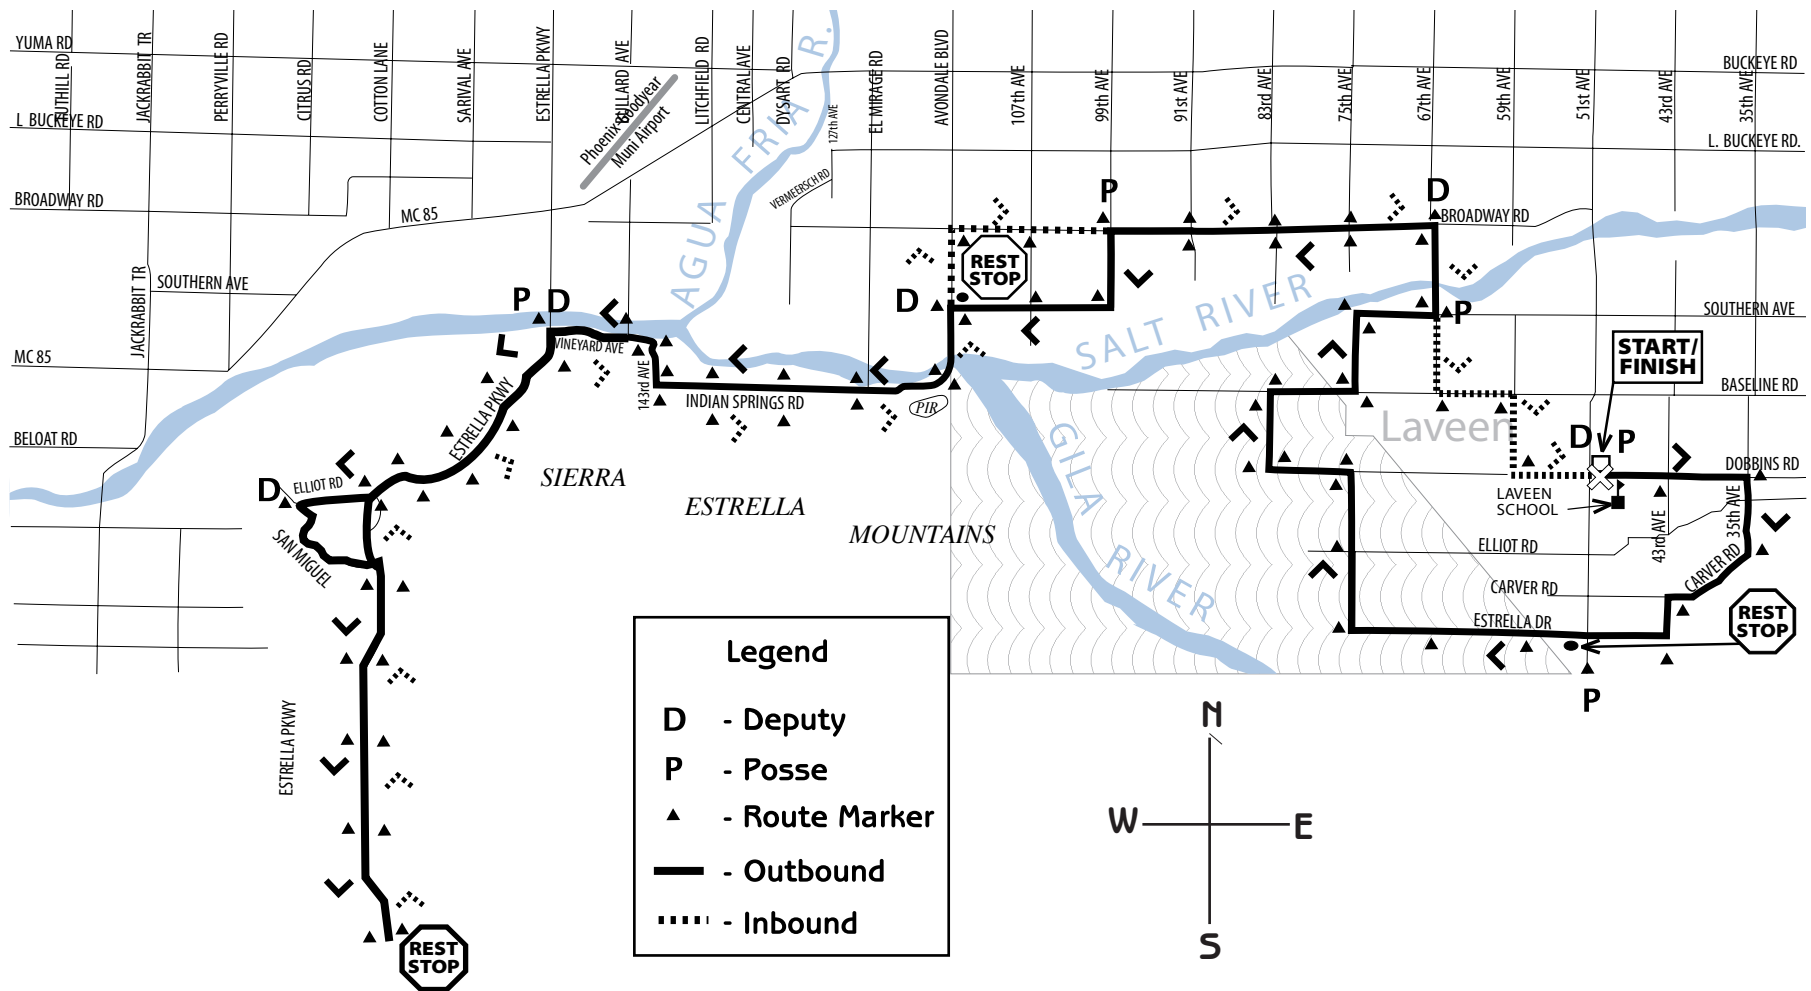 YUMA RD
TUTHILL RD
JACKRABBIT TR
PERRYVILLE RD
CITRUS RD
COTTON LANE
SARIVAL AVE
ESTRELLA PKWY
BULLARD AVE
LITCHFIELD RD
CENTRAL AVE
DYSART RD
127th AVE
EL MIRAGE RD
AVONDALE BLVD
107th AVE
99th AVE
91st AVE
83rd AVE
75th AVE
67th AVE
59th AVE
51st AVE
43rd AVE
35th AVE
BUCKEYE RD
L BUCKEYE RD
L. BUCKEYE RD.
Phoenix-Goodyear
Muni Airport
AGUA FRIA R.
VERMEERSCH RD
BROADWAY RD
MC 85
P
D
BROADWAY RD
REST
STOP
SOUTHERN AVE
JACKRABBIT TR
P D
D
SALT RIVER
P
SOUTHERN AVE
MC 85
VINEYARD AVE
143rd AVE
INDIAN SPRINGS RD
PIR
START/
FINISH
BASELINE RD
BELOAT RD
ESTRELLA PKWY
Laveen
D P
DOBBINS RD
D
ELLIOT RD
SAN MIGUEL
SIERRA
ESTRELLA
MOUNTAINS
GILA
RIVER
LAVEEN
SCHOOL
43rd AVE
35th AVE
ELLIOT RD
CARVER RD
CARVER RD
ESTRELLA DR
REST
STOP
P
ESTRELLA PKWY
REST
STOP
Legend
D - Deputy
P - Posse
- Route Marker
- Outbound
- Inbound
N
W E
S